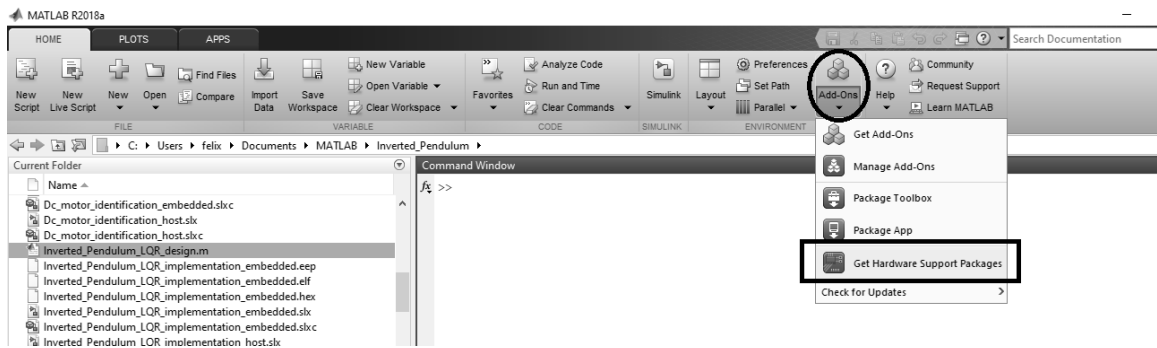 MATLAB R2018a
HOME PLOTS APPS
Search Documentation
New Script
New Live Script
New
Open
Find Files
Compare
Import Data
Save Workspace
New Variable
Open Variable
Clear Workspace
Favorites
Analyze Code
Run and Time
Clear Commands
Simulink
Layout
Preferences
Set Path
Parallel
Add-Ons
Help
Community
Request Support
Learn MATLAB
FILE VARIABLE CODE SIMULINK ENVIRONMENT
C: Users felix Documents MATLAB Inverted_Pendulum
Current Folder
Name
Dc_motor_identification_embedded.slxc
Dc_motor_identification_host.slx
Dc_motor_identification_host.slxc
Inverted_Pendulum_LQR_design.m
Inverted_Pendulum_LQR_implementation_embedded.eep
Inverted_Pendulum_LQR_implementation_embedded.elf
Inverted_Pendulum_LQR_implementation_embedded.hex
Inverted_Pendulum_LQR_implementation_embedded.slx
Inverted_Pendulum_LQR_implementation_embedded.slxc
Inverted_Pendulum_LQR_implementation_host.slx
Command Window
fx >>
Get Add-Ons
Manage Add-Ons
Package Toolbox
Package App
Get Hardware Support Packages
Check for Updates